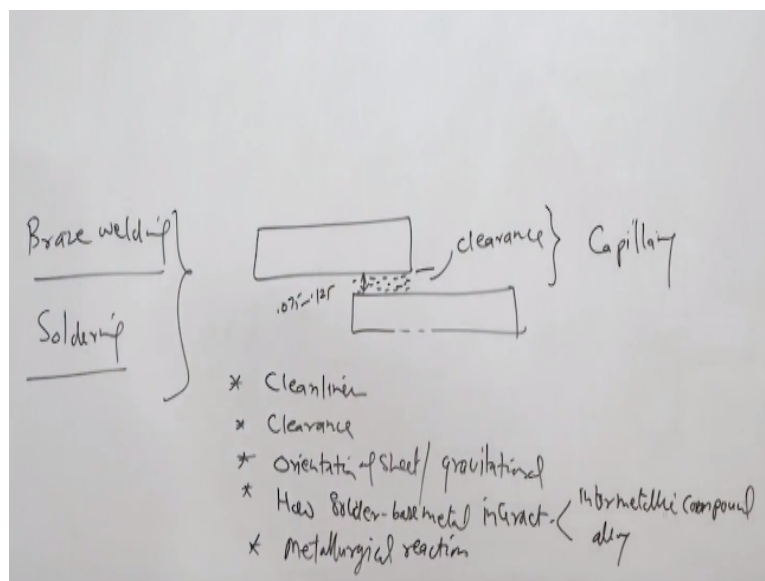 Braze welding
Soldering
clearance
Capillary
.075-.125
* Cleanliness
* Clearance
* Orientation of sheet / gravitational
* How Solder-base metal interact
Intermetallic compound
alloy
* Metallurgical reaction